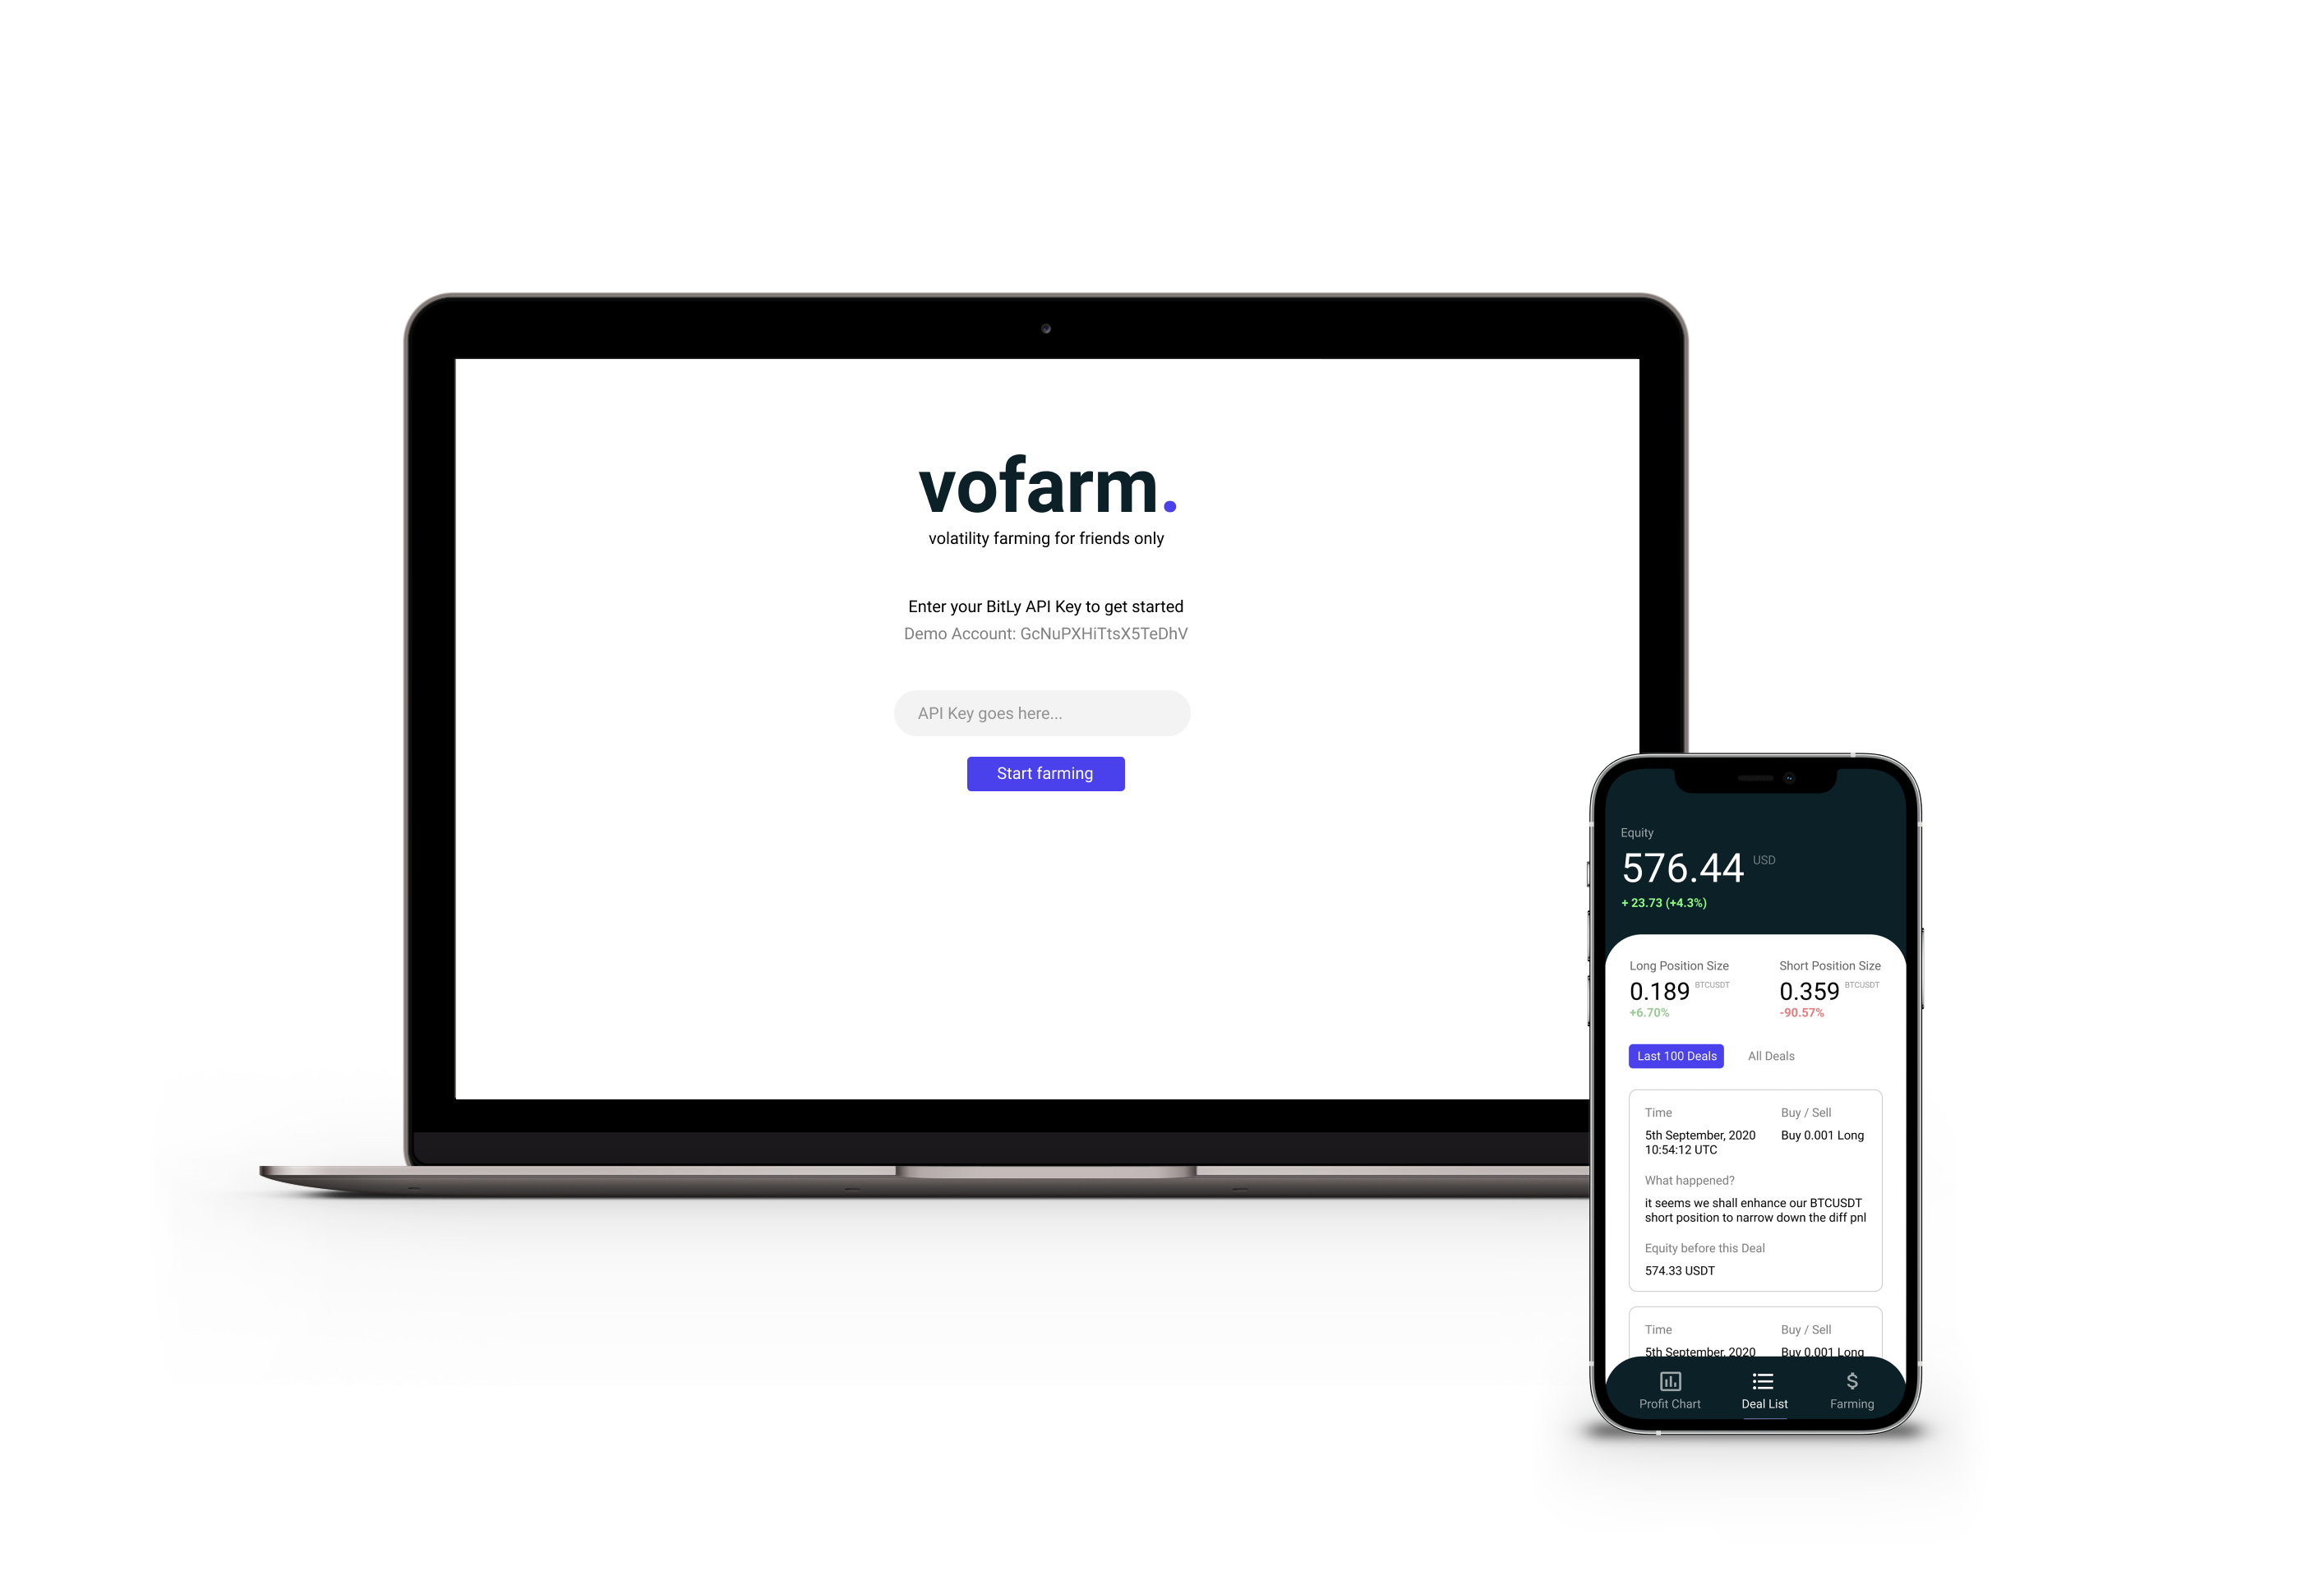 vofarm.
volatility farming for friends only
Enter your BitLy API Key to get started
Demo Account: GcNuPXHiTtsX5TeDhV
API Key goes here...
Start farming
Equity
576.44 USD
+ 23.73 (+4.3%)
Long Position Size Short Position Size
0.189 BTCUSDT 0.359 BTCUSDT
+6.70% -90.57%
Last 100 Deals All Deals
Time Buy / Sell
5th September, 2020 Buy 0.001 Long
10:54:12 UTC
What happened?
it seems we shall enhance our BTCUSDT
short position to narrow down the diff pnl
Equity before this Deal
574.33 USDT
Time Buy / Sell
5th September, 2020 Buy 0.001 Long
Profit Chart Deal List Farming